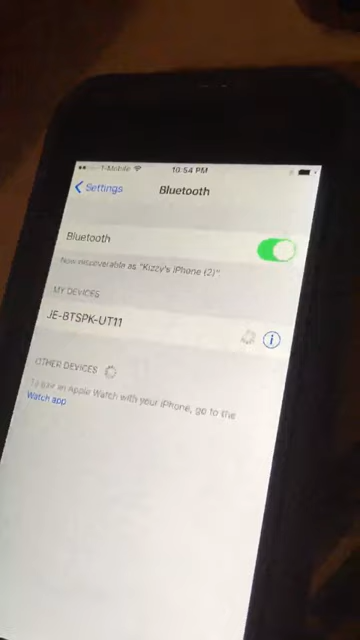 T-Mobile 10:54 PM
Settings Bluetooth
Bluetooth
Now discoverable as "Kizzy's iPhone (2)"
MY DEVICES
JE-BTSPK-UT11
OTHER DEVICES
To pair an Apple Watch with your iPhone, go to the
Watch app